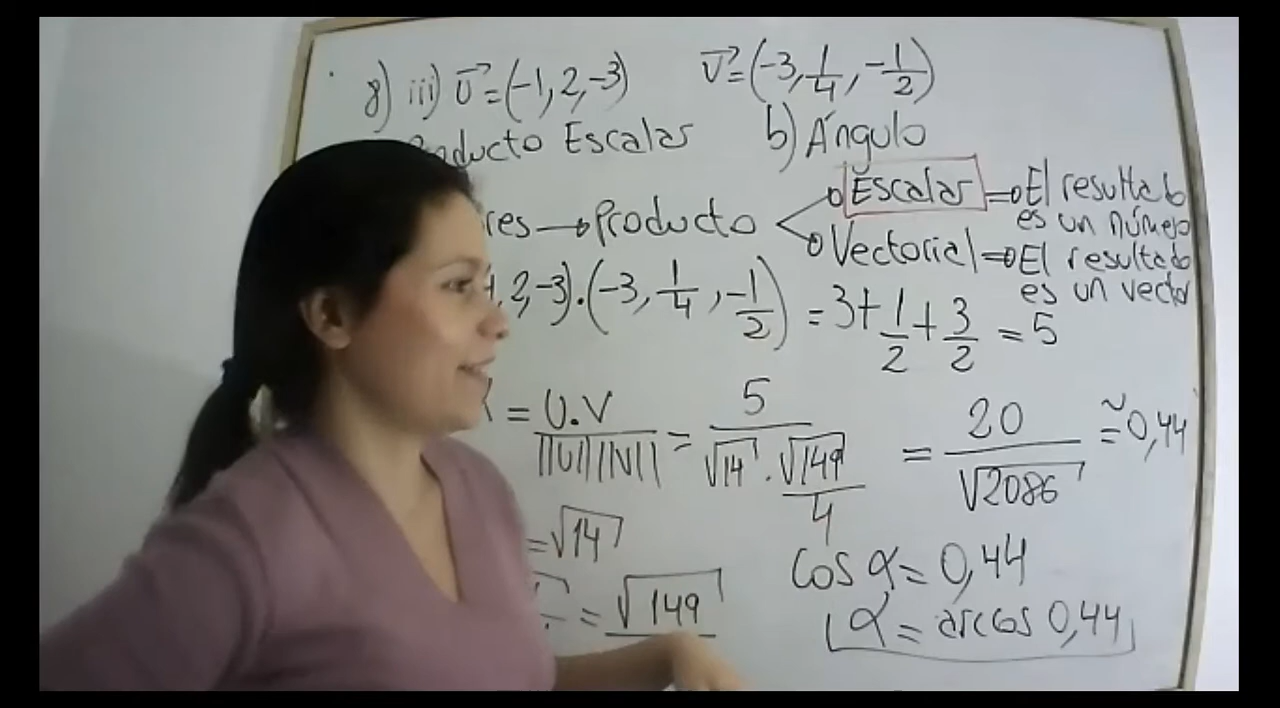 8) iii) U⃗=(-1,2,-3) V⃗=(-3, 1/4, -1/2)
Escalar b) Ángulo
Producto Escalar ⇒ El resultado
es un número
Vectorial ⇒ El resultado
es un vector
,2,-3).(-3, 1/4, -1/2) = 3+1/2+3/2 = 5
= U.V/||U||||V|| = 5/(√14 . √149/4) = 20/√2086 ≅ 0,44
=√14
= √149
cos α = 0,44
α = arccos 0,44